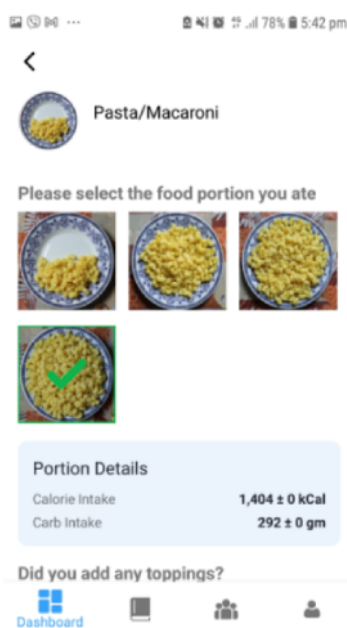 78% 5:42 pm
Pasta/Macaroni
Please select the food portion you ate
Portion Details
Calorie Intake 1,404 ± 0 kCal
Carb Intake 292 ± 0 gm
Did you add any toppings?
Dashboard